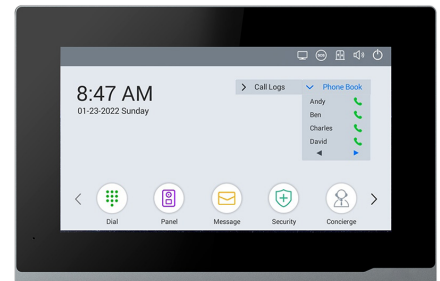 SOS
8:47 AM
01-23-2022 Sunday
Call Logs
Phone Book
Andy
Ben
Charles
David
Dial
Panel
Message
Security
Concierge